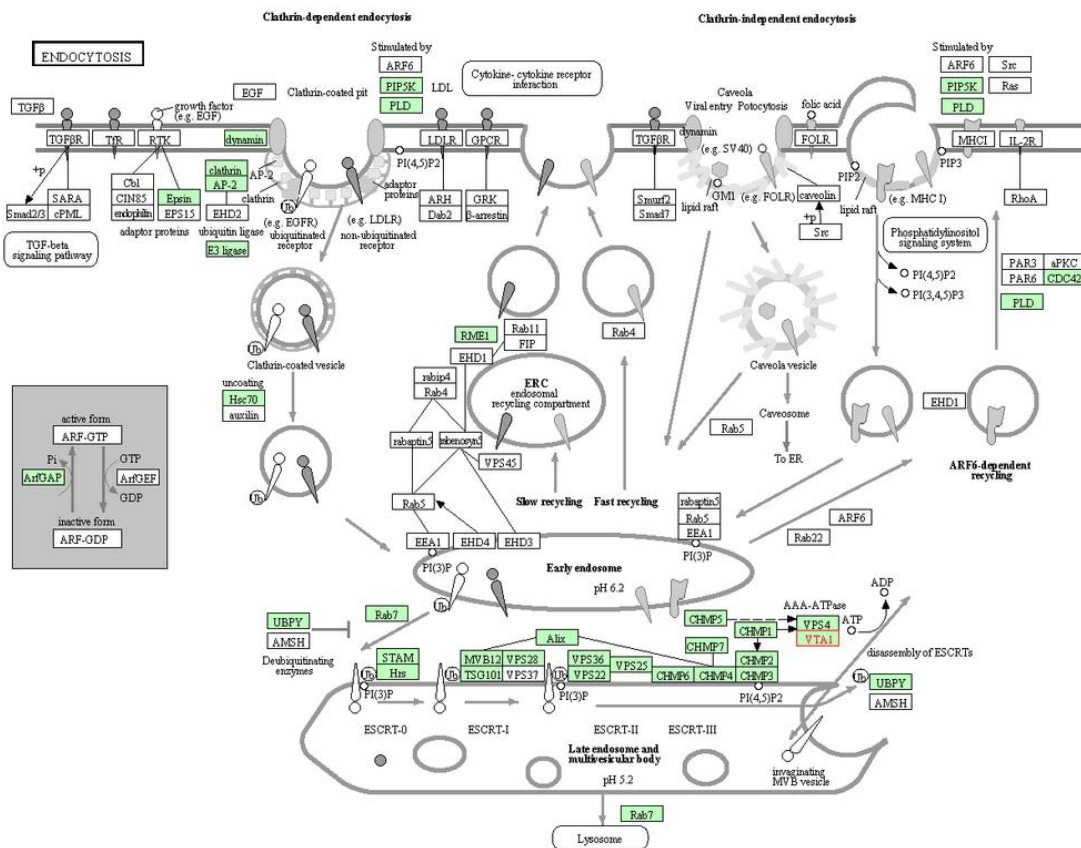 Clathrin-dependent endocytosis
Clathrin-independent endocytosis
ENDOCYTOSIS
Stimulated by
ARF6
PIP5K
PLD
LDL
Cytokine- cytokine receptor
interaction
Clathrin-coated pit
EGF
TGFβ
growth factor
(e.g. EGF)
TGFβR
RTK
dynamin
LDLR
GPCR
PI(4,5)P2
+p
SARA
Smad2/3
cPML
Cbl
CIN85
endophilin
Epsin
EPS15
adaptor proteins
clathrin
AP-2
EHD2
ubiquitin ligase
E3 ligase
AP-2
clathrin
adaptor
proteins
Ub
(e.g. EGFR)
ubiquitinated
receptor
(e.g. LDLR)
non-ubiquitinated
receptor
ARH
Dab2
GRK
β-arrestin
TGF-beta
signaling pathway
Caveola
Viral entry
Potocytosis
folic acid
TGFβR
dynamin
(e.g. SV40)
FOLR
GM1
(e.g. FOLR)
lipid raft
Smurf2
Smad7
caveolin
+p
Src
Stimulated by
ARF6
Src
PIP5K
Ras
PLD
MHCI
IL-2R
PIP3
PIP2
lipid raft
(e.g. MHC I)
RhoA
Phosphatidylinositol
signaling system
PI(4,5)P2
PI(3,4,5)P3
PAR3
aPKC
PAR6
CDC42
PLD
Ub
Clathrin-coated vesicle
uncoating
Hsc70
auxilin
Ub
RME1
Rab11
FIP
EHD1
Rab4
rabip4
Rab4
ERC
endosomal
recycling compartment
rabaptin5
rabenosyn5
VPS45
Rab5
Slow recycling
Fast recycling
Caveola vesicle
Rab5
Caveosome
To ER
EHD1
ARF6-dependent
recycling
rabaptin5
Rab5
EEA1
PI(3)P
ARF6
Rab22
active form
ARF-GTP
Pi
GTP
ArfGAP
ArfGEF
GDP
inactive form
ARF-GDP
EEA1
EHD4
EHD3
PI(3)P
Early endosome
pH 6.2
Ub
Rab7
UBPY
AMSH
Deubiquitinating
enzymes
STAM
Hrs
Ub
PI(3)P
Alix
MVB12
VPS28
TSG101
VPS37
Ub
VPS36
VPS22
VPS25
Ub
PI(3)P
CHMP5
CHMP1
CHMP7
CHMP2
CHMP6
CHMP4
CHMP3
PI(4,5)P2
AAA-ATPase
VPS4
VTA1
ATP
ADP
disassembly of ESCRTs
Ub
UBPY
AMSH
ESCRT-0
ESCRT-I
ESCRT-II
ESCRT-III
Late endosome and
multivesicular body
pH 5.2
invaginating
MVB vesicle
Rab7
Lysosome